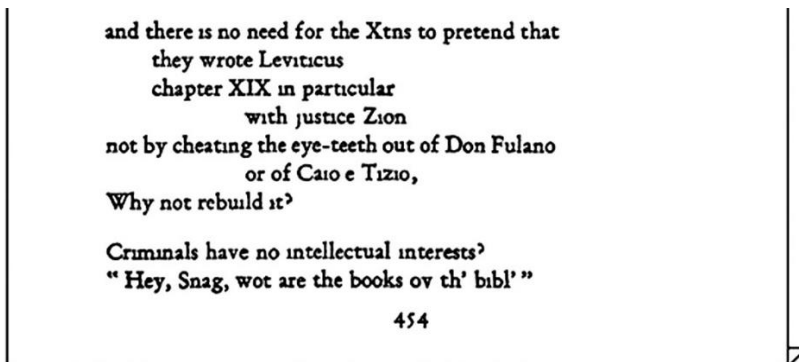 and there is no need for the Xtns to pretend that
they wrote Leviticus
chapter XIX in particular
with justice Zion
not by cheating the eye-teeth out of Don Fulano
or of Caio e Tizio,
Why not rebuild it?
Criminals have no intellectual interests?
“ Hey, Snag, wot are the books ov th’ bibl’ ”
454